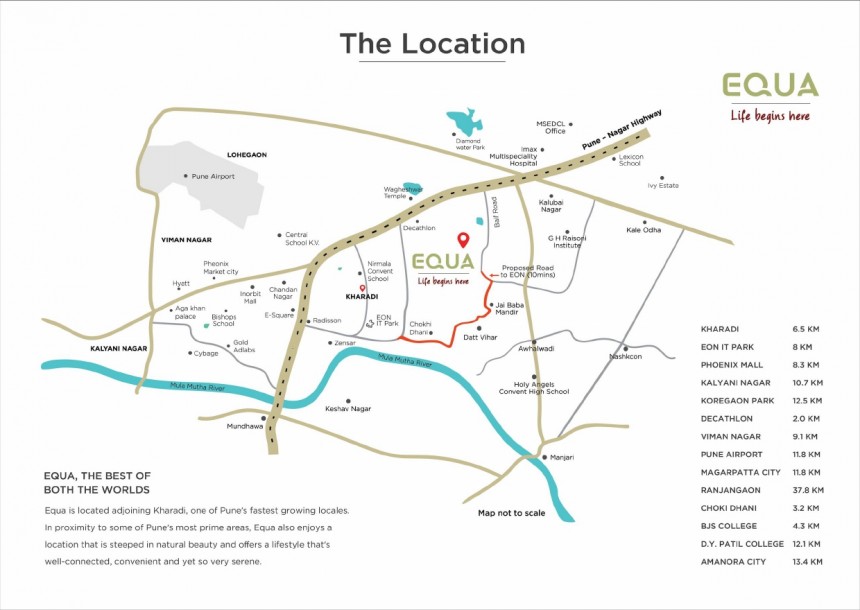 The Location
EQUA
Life begins here
MSEDCL
Office
Pune - Nagar Highway
Diamond
water Park
Imax
Multispeciality
Hospital
Lexcon
School
LOHEGAON
Pune Airport
Ivy Estate
Wagheshwer
Temple
Kalubai
Nagar
Baif Road
Decathlon
Kale Odha
Central
School K.V.
VIMAN NAGAR
G H Raisoni
Institute
EQUA
Life begins here
Pheonix
Market city
Nirmala
Convent
School
Proposed Road
to EON (10mins)
Hyatt
Inorbit
Mall
Chandan
Nagar
KHARADI
Jai Baba
Mandir
Aga khan
palace
Bishops
School
E-Square
Radisson
EON
IT Park
Chokhi
Dhani
Datt Vihar
KALYANI NAGAR
Gold
Adlabs
Cybage
Zensar
Awhalwadi
Nashkcon
Mula Mutha River
Mula Mutha River
Holy Angels
Convent High School
Keshav Nagar
Mundhawa
Manjari
Map not to scale
KHARADI 6.5 KM
EON IT PARK 8 KM
PHOENIX MALL 8.3 KM
KALYANI NAGAR 10.7 KM
KOREGAON PARK 12.5 KM
DECATHLON 2.0 KM
VIMAN NAGAR 9.1 KM
PUNE AIRPORT 11.8 KM
MAGARPATTA CITY 11.8 KM
RANJANGAON 37.8 KM
CHOKI DHANI 3.2 KM
BJS COLLEGE 4.3 KM
D.Y. PATIL COLLEGE 12.1 KM
AMANORA CITY 13.4 KM
EQUA, THE BEST OF
BOTH THE WORLDS
Equa is located adjoining Kharadi, one of Pune's fastest growing locales.
In proximity to some of Pune's most prime areas, Equa also enjoys a
location that is steeped in natural beauty and offers a lifestyle that's
well-connected, convenient and yet so very serene.